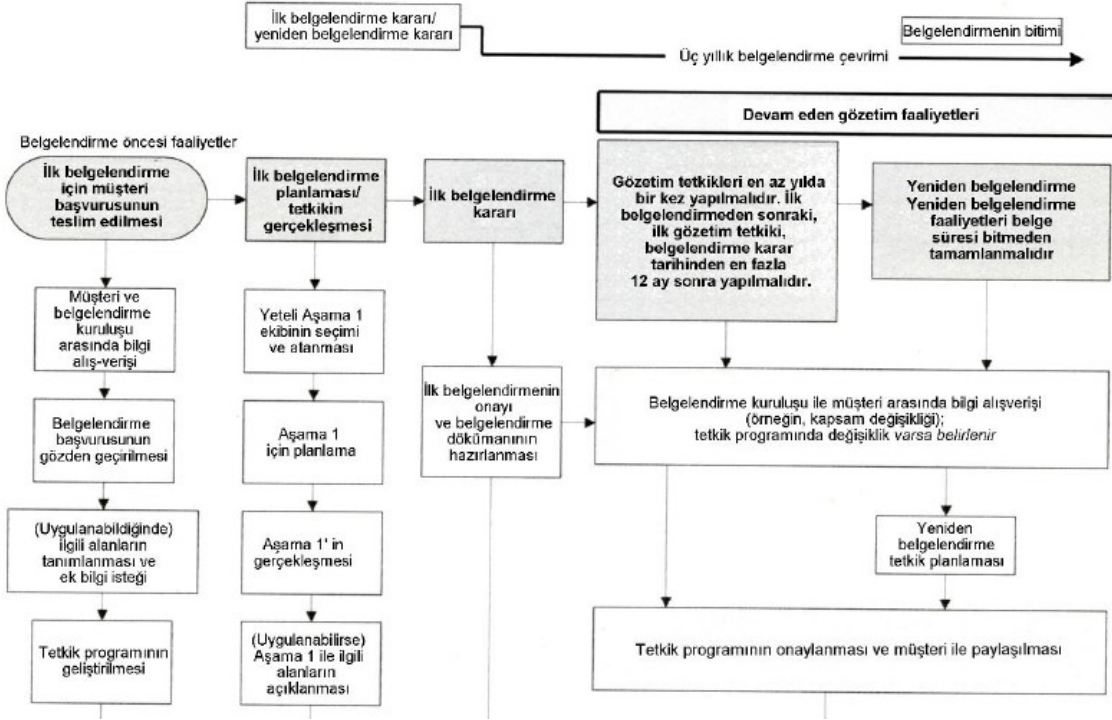 İlk belgelendirme kararı/
yeniden belgelendirme kararı
Belgelendirmenin bitimi
Üç yıllık belgelendirme çevrimi
Devam eden gözetim faaliyetleri
Belgelendirme öncesi faaliyetler
İlk belgelendirme
için müşteri
başvurusunun
teslim edilmesi
İlk belgelendirme
planlaması/
tetkikin
gerçekleşmesi
İlk belgelendirme
kararı
Gözetim tetkikleri en az yılda
bir kez yapılmalıdır. İlk
belgelendirmeden sonraki,
ilk gözetim tetkiki,
belgelendirme karar
tarihinden en fazla
12 ay sonra yapılmalıdır.
Yeniden belgelendirme
Yeniden belgelendirme
faaliyetleri belge
süresi bitmeden
tamamlanmalıdır
Müşteri ve
belgelendirme
kuruluşu
arasında bilgi
alış-verişi
Yeteli Aşama 1
ekibinin seçimi
ve atanması
İlk belgelendirmenin
onayı
ve belgelendirme
dökümanının
hazırlanması
Belgelendirme kuruluşu ile müşteri arasında bilgi alışverişi
(örneğin, kapsam değişikliği);
tetkik programında değişiklik varsa belirlenir
Belgelendirme
başvurusunun
gözden geçirilmesi
Aşama 1
için planlama
(Uygulanabildiğinde)
ilgili alanların
tanımlanması ve
ek bilgi isteği
Aşama 1' in
gerçekleşmesi
Yeniden
belgelendirme
tetkik planlaması
Tetkik programının
geliştirilmesi
(Uygulanabilirse)
Aşama 1 ile ilgili
alanların
açıklanması
Tetkik programının onaylanması ve müşteri ile paylaşılması